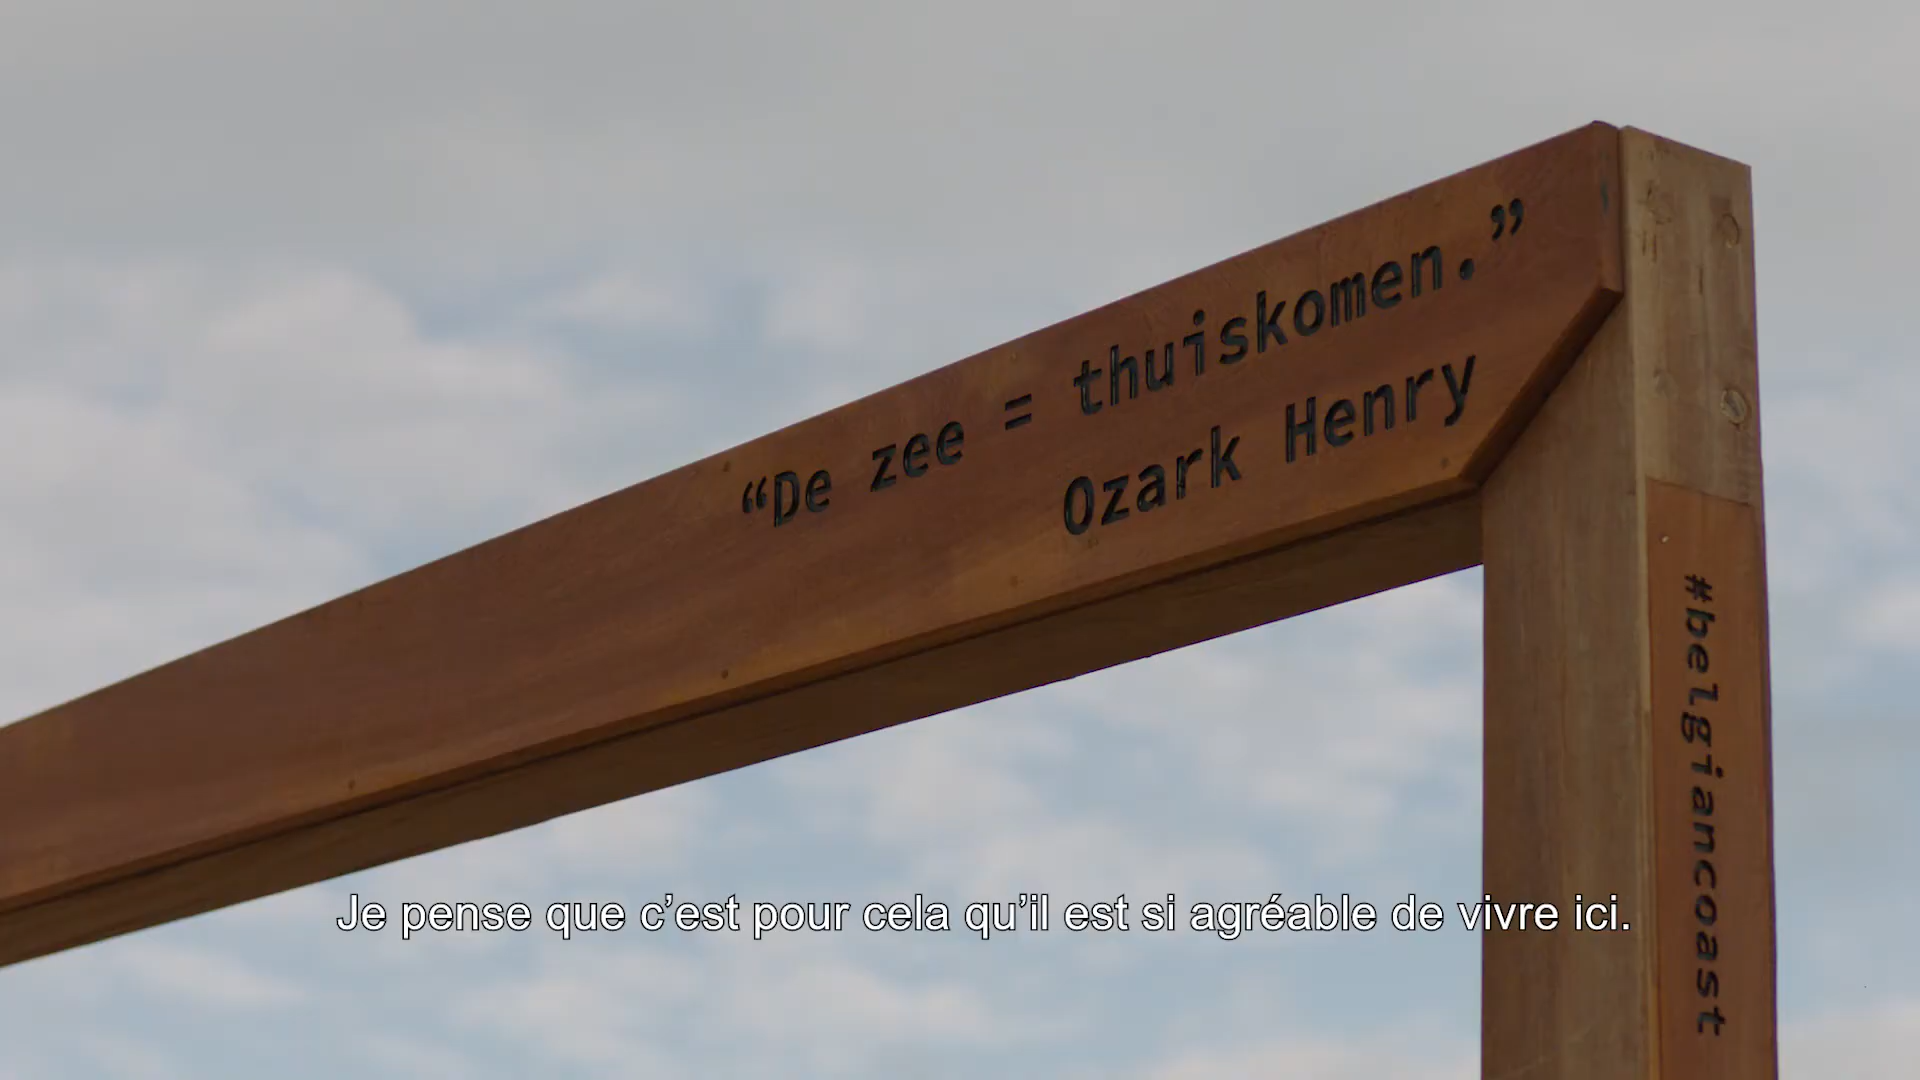 “De zee = thuiskomen.”
Ozark Henry
#belgiancoast
Je pense que c’est pour cela qu’il est si agréable de vivre ici.